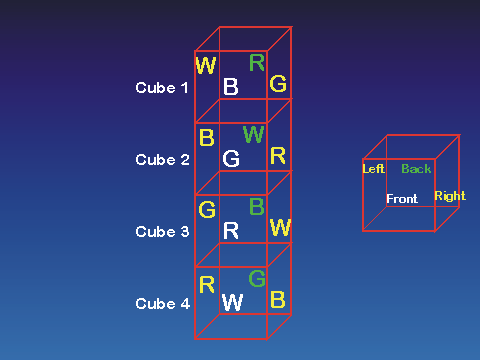 W R
Cube 1 B G
B W
Cube 2 G R
G B
Cube 3 R W
R G
Cube 4 W B
Left Back
Front Right